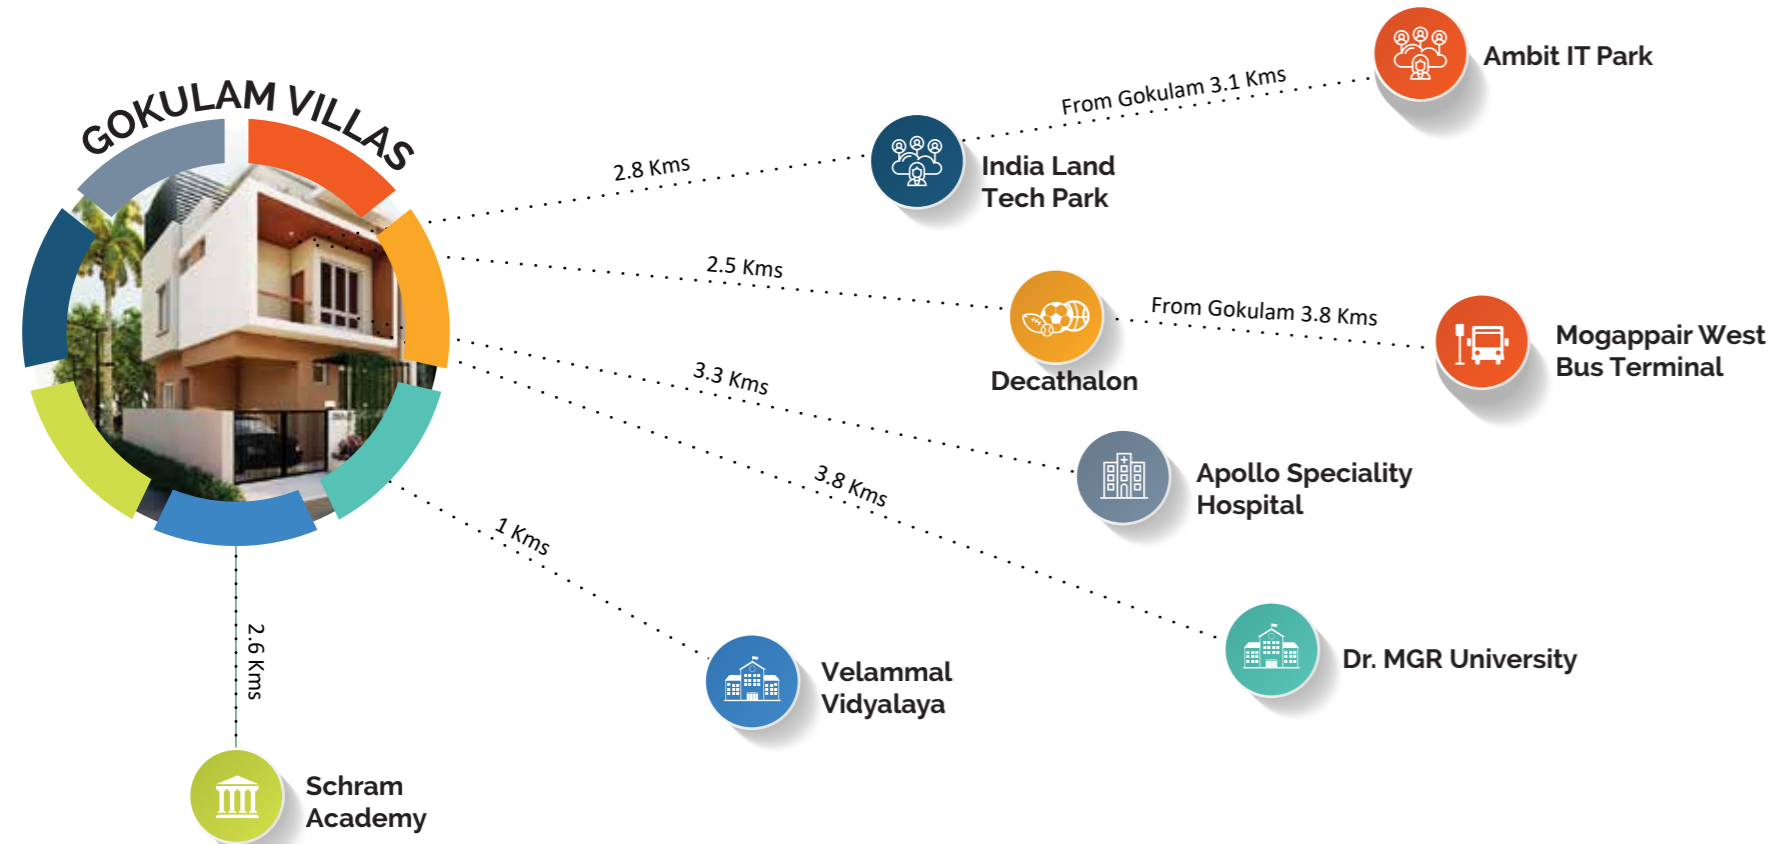 GOKULAM VILLAS
From Gokulam 3.1 Kms
Ambit IT Park
2.8 Kms
India Land
Tech Park
2.5 Kms
Decathalon
From Gokulam 3.8 Kms
Mogappair West
Bus Terminal
3.3 Kms
Apollo Speciality
Hospital
3.8 Kms
Dr. MGR University
1 Kms
Velammal
Vidyalaya
2.6 Kms
Schram
Academy